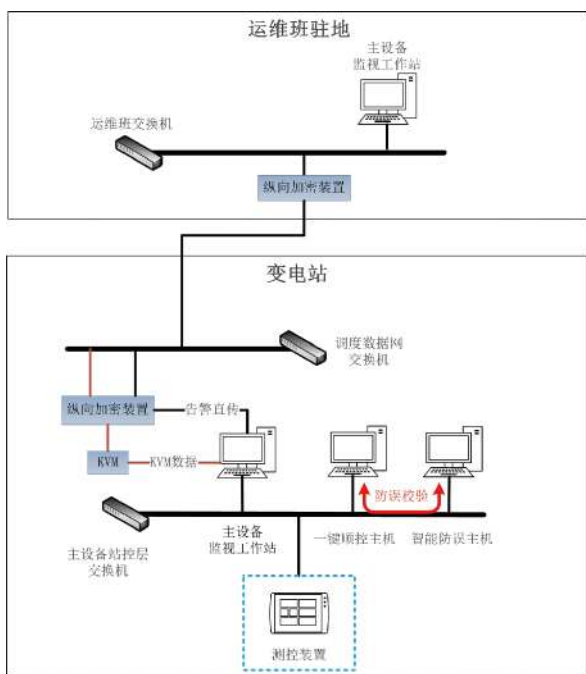 运维班驻地
主设备
监视工作站
运维班交换机
纵向加密装置
变电站
调度数据网
交换机
纵向加密装置
告警直传
KVM
KVM数据
防误校验
主设备站控层
交换机
主设备
监视工作站
一键顺控主机
智能防误主机
测控装置